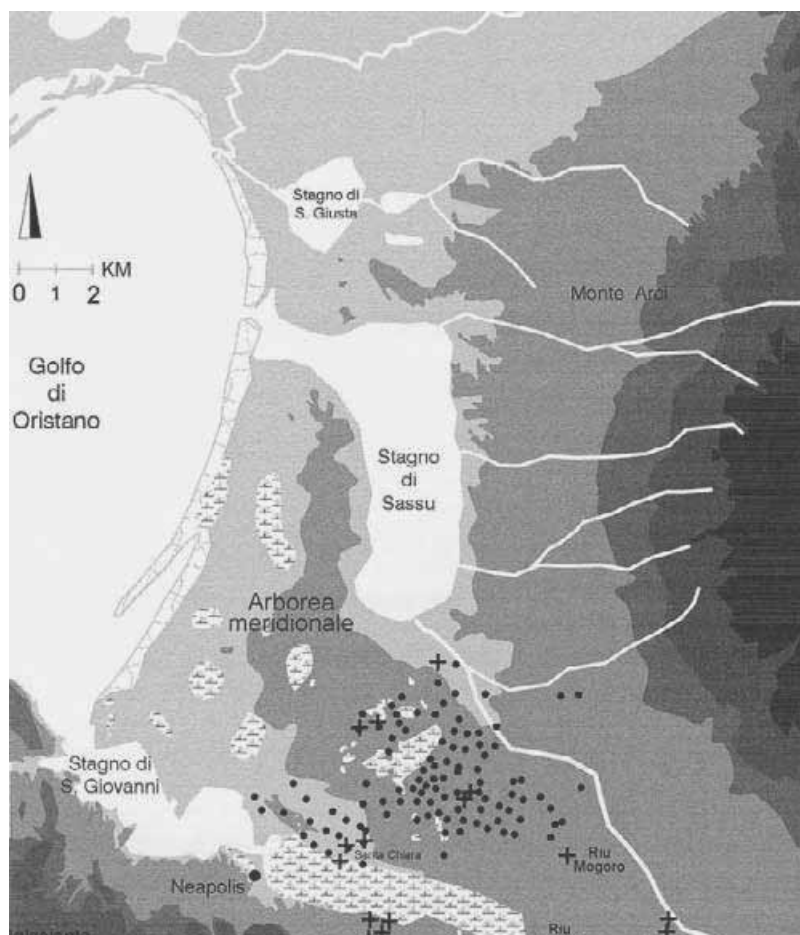 Stagno di
S. Giusta
KM
0 1 2
Monte Arci
Golfo
di
Oristano
Stagno
di
Sassu
Arborea
meridionale
Stagno di
S. Giovanni
Santa Chiara
Riu
Mogoro
Neapolis
Riu